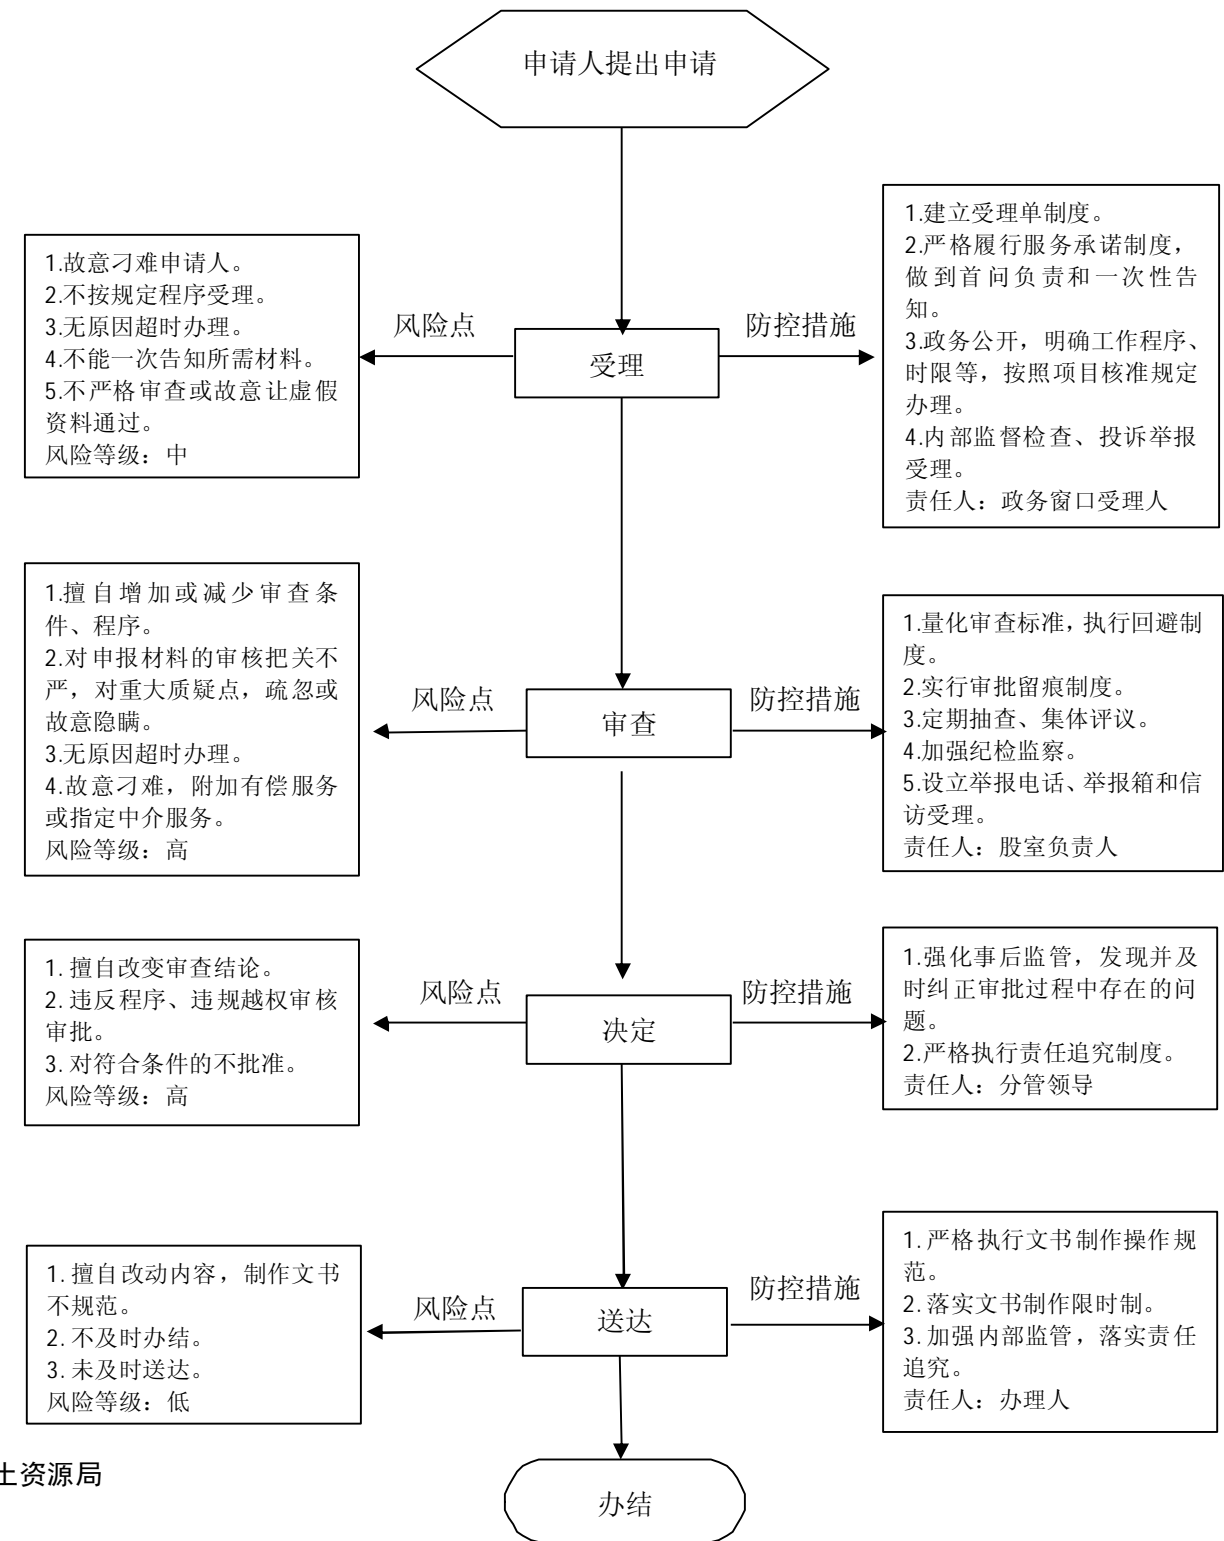 申请人提出申请
1.建立受理单制度。
2.严格履行服务承诺制度，
做到首问负责和一次性告
知。
3.政务公开，明确工作程序、
时限等，按照项目核准规定
办理。
4.内部监督检查、投诉举报
受理。
责任人：政务窗口受理人
1.故意刁难申请人。
2.不按规定程序受理。
3.无原因超时办理。
4.不能一次告知所需材料。
5.不严格审查或故意让虚假
资料通过。
风险等级：中
风险点
受理
防控措施
1.擅自增加或减少审查条
件、程序。
2.对申报材料的审核把关不
严，对重大质疑点，疏忽或
故意隐瞒。
3.无原因超时办理。
4.故意刁难，附加有偿服务
或指定中介服务。
风险等级：高
风险点
审查
防控措施
1.量化审查标准，执行回避制
度。
2.实行审批留痕制度。
3.定期抽查、集体评议。
4.加强纪检监察。
5.设立举报电话、举报箱和信
访受理。
责任人：股室负责人
1.擅自改变审查结论。
2.违反程序、违规越权审核
审批。
3.对符合条件的不批准。
风险等级：高
风险点
决定
防控措施
1.强化事后监管，发现并及
时纠正审批过程中存在的问
题。
2.严格执行责任追究制度。
责任人：分管领导
1.擅自改动内容，制作文书
不规范。
2.不及时办结。
3.未及时送达。
风险等级：低
风险点
送达
防控措施
1.严格执行文书制作操作规
范。
2.落实文书制作限时制。
3.加强内部监管，落实责任
追究。
责任人：办理人
土资源局
办结